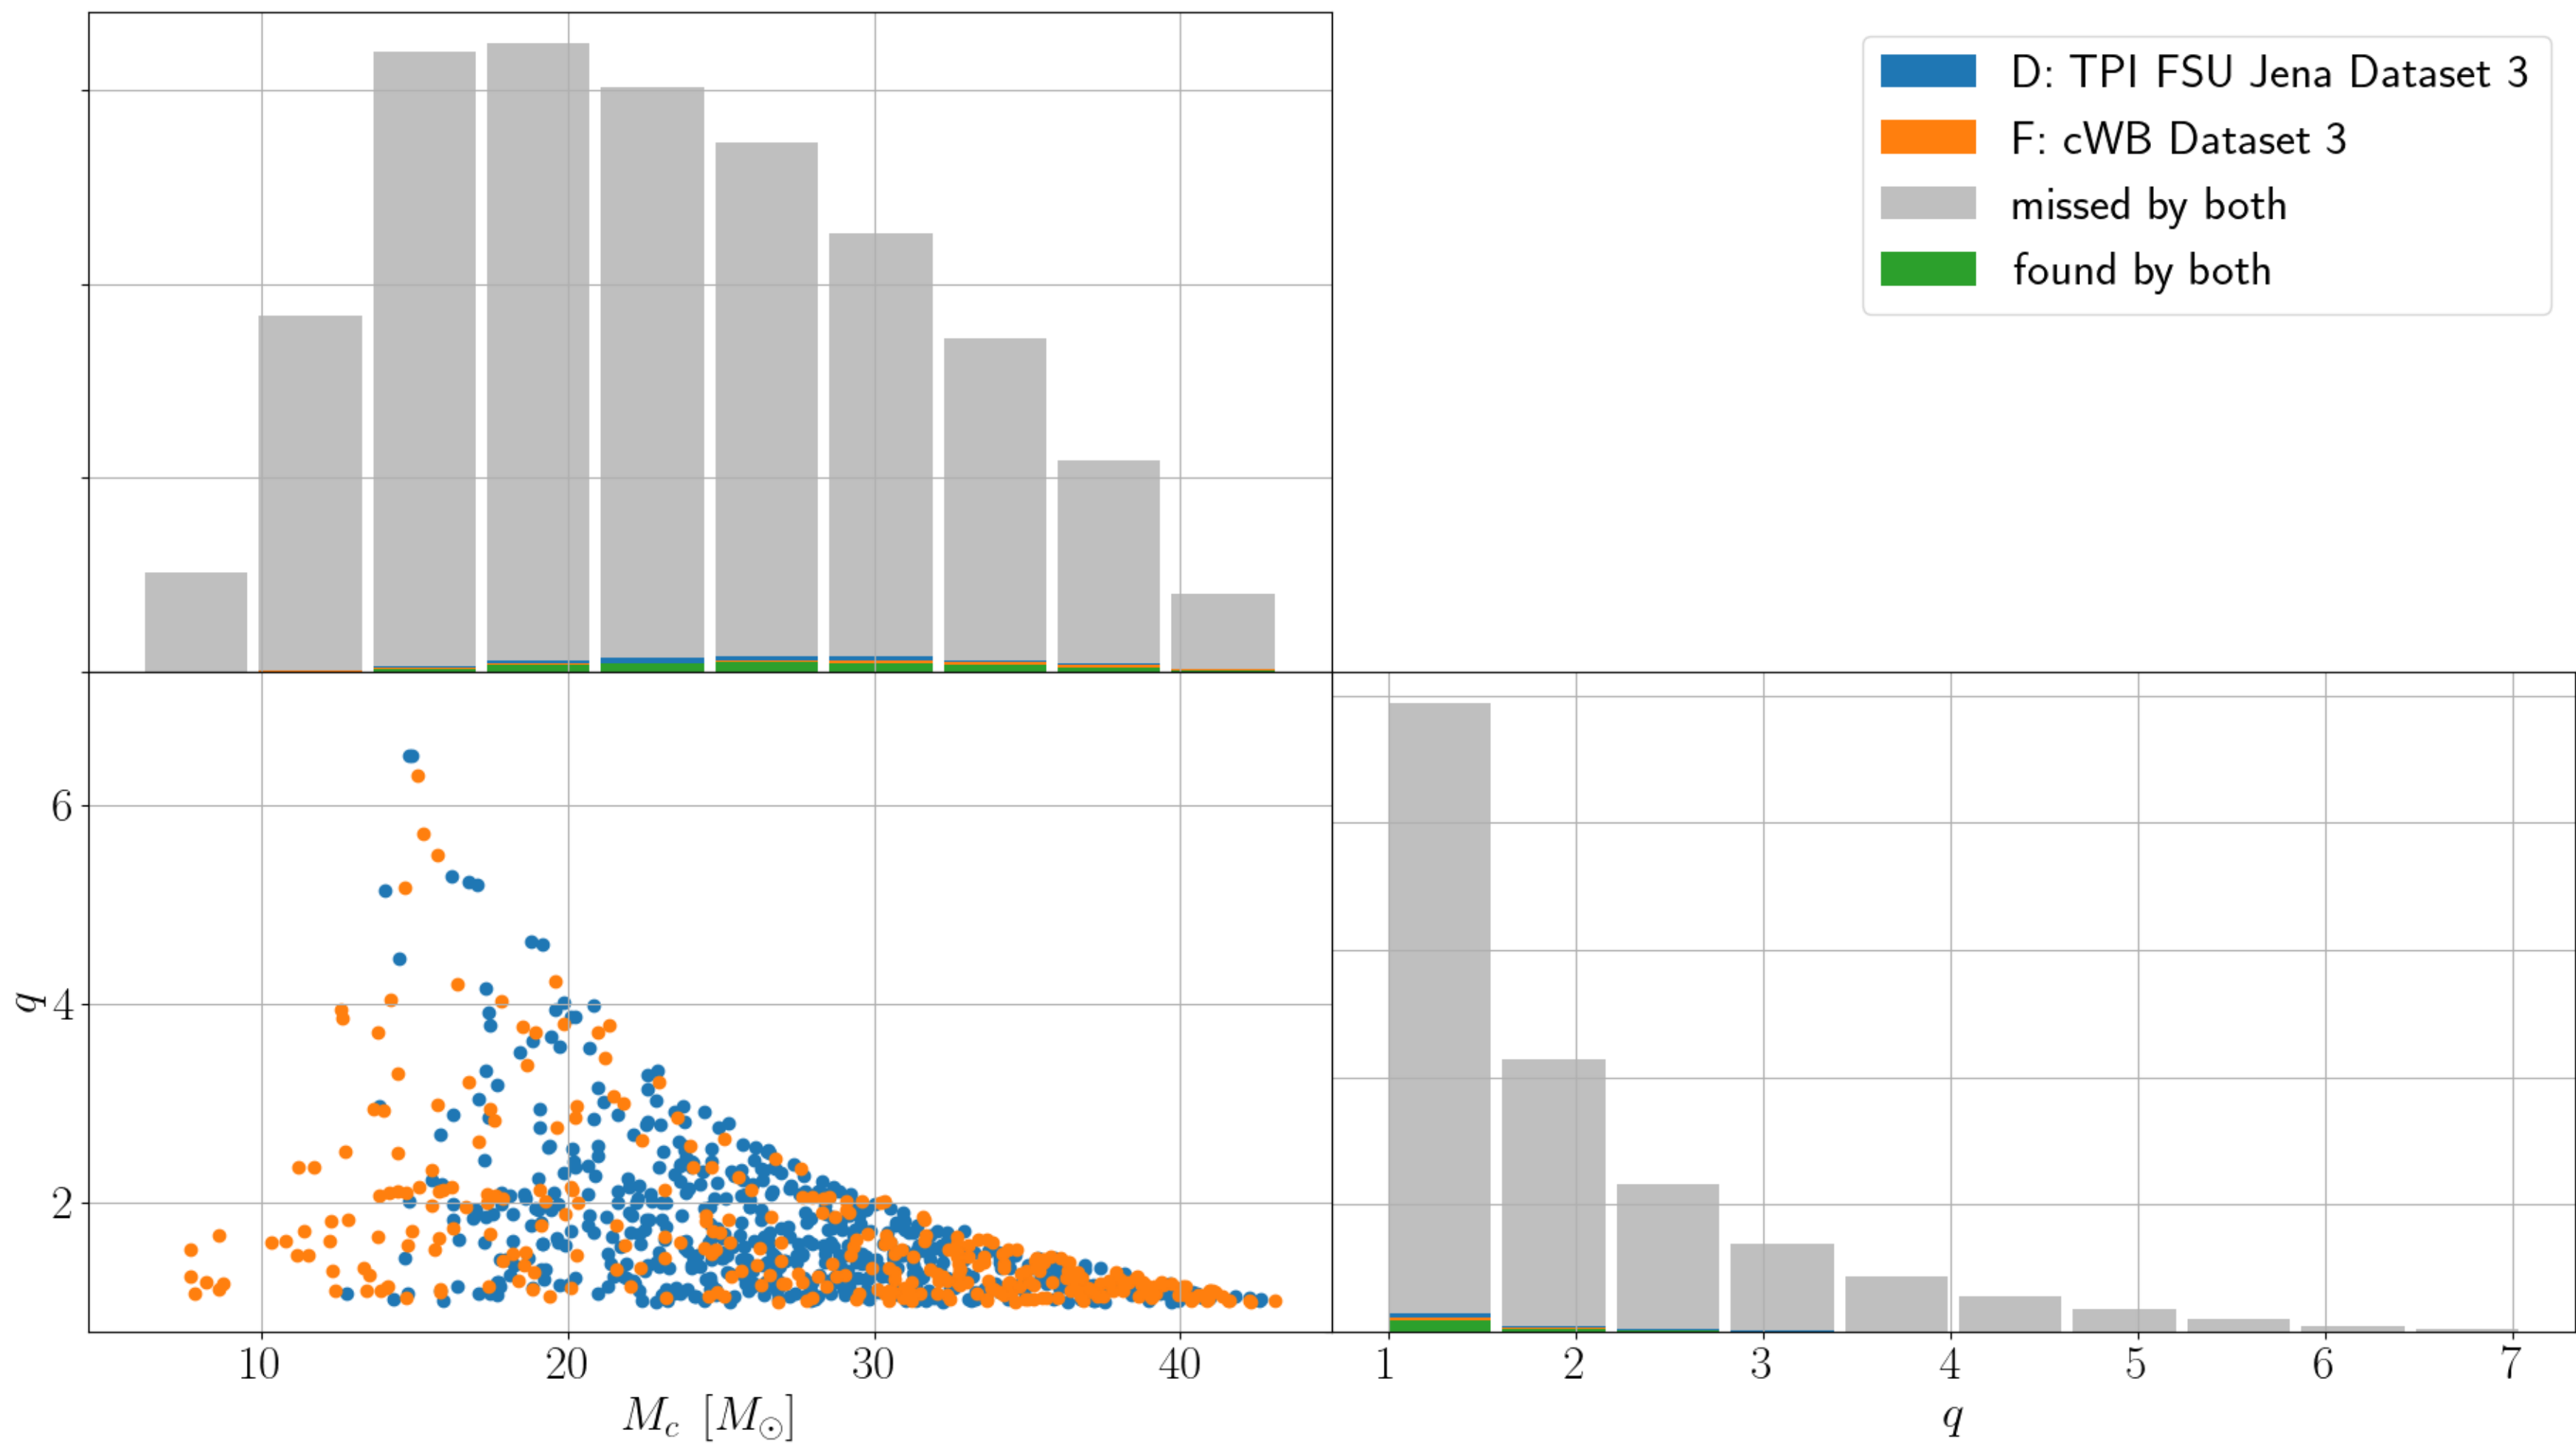 D: TPI FSU Jena Dataset 3
F: cWB Dataset 3
missed by both
found by both
6
4
2
q
10 20 30 40
M_c [M_⊙]
1 2 3 4 5 6 7
q